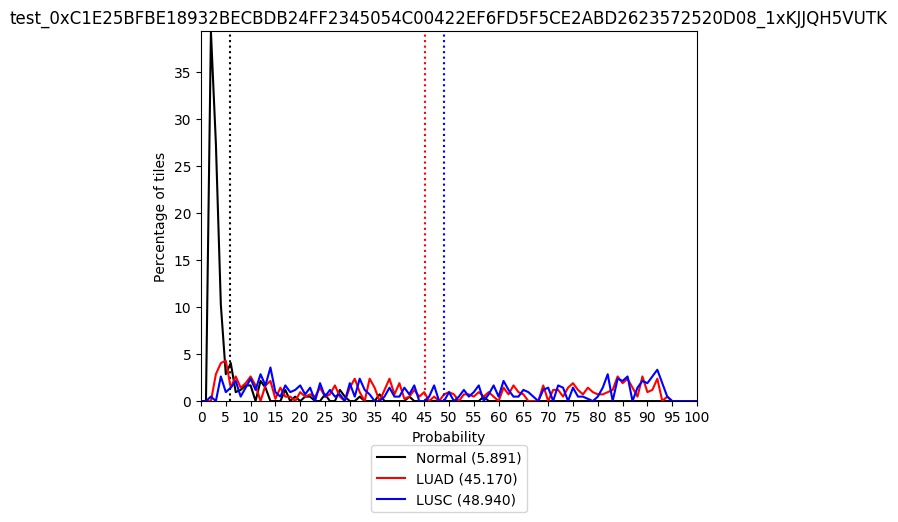 test_0xC1E25BFBE18932BECBDB24FF2345054C00422EF6FD5F5CE2ABD2623572520D08_1xKJJQH5VUTK
Percentage of tiles
35
30
25
20
15
10
5
0
0 5 10 15 20 25 30 35 40 45 50 55 60 65 70 75 80 85 90 95 100
Probability
Normal (5.891)
LUAD (45.170)
LUSC (48.940)